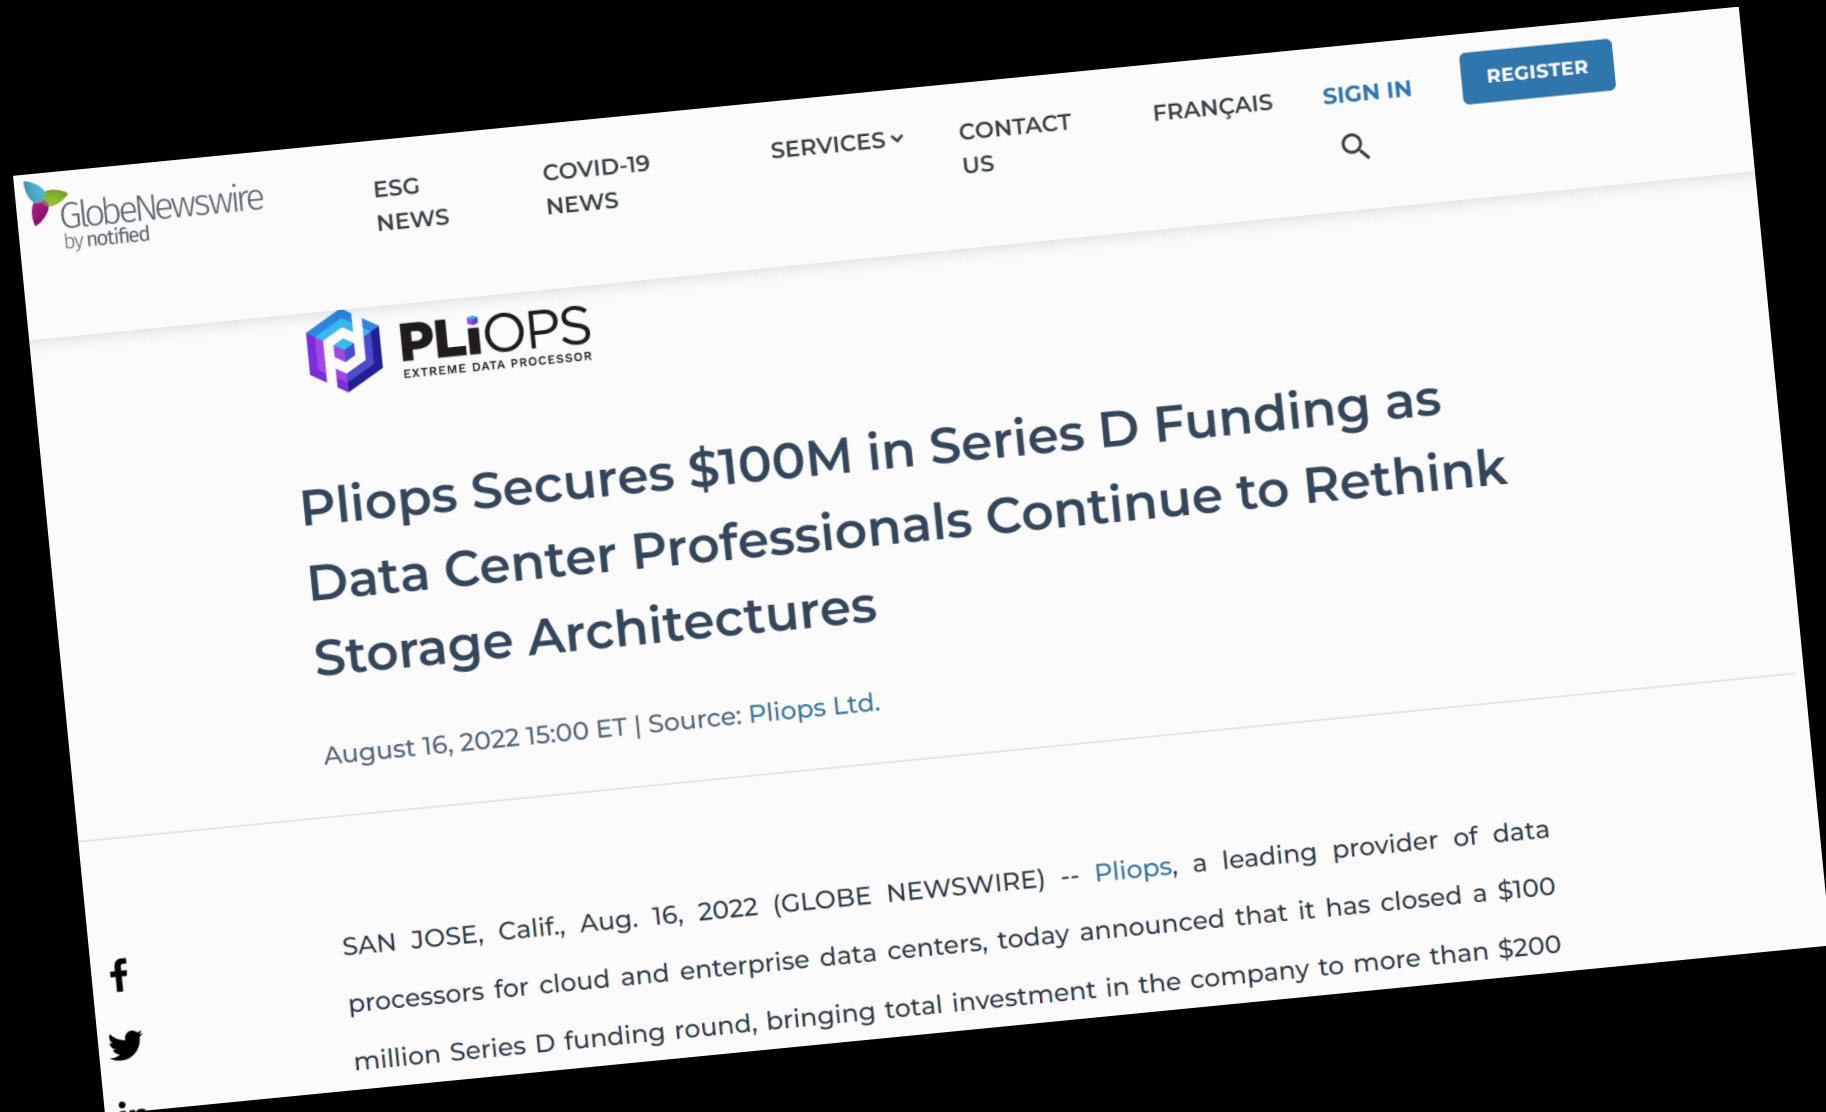 GlobeNewswire
by notified
ESG
NEWS
COVID-19
NEWS
SERVICES
CONTACT
US
FRANÇAIS
SIGN IN
REGISTER
PLiOPS
EXTREME DATA PROCESSOR
Pliops Secures $100M in Series D Funding as
Data Center Professionals Continue to Rethink
Storage Architectures
August 16, 2022 15:00 ET | Source: Pliops Ltd.
SAN JOSE, Calif., Aug. 16, 2022 (GLOBE NEWSWIRE) -- Pliops, a leading provider of data
processors for cloud and enterprise data centers, today announced that it has closed a $100
million Series D funding round, bringing total investment in the company to more than $200